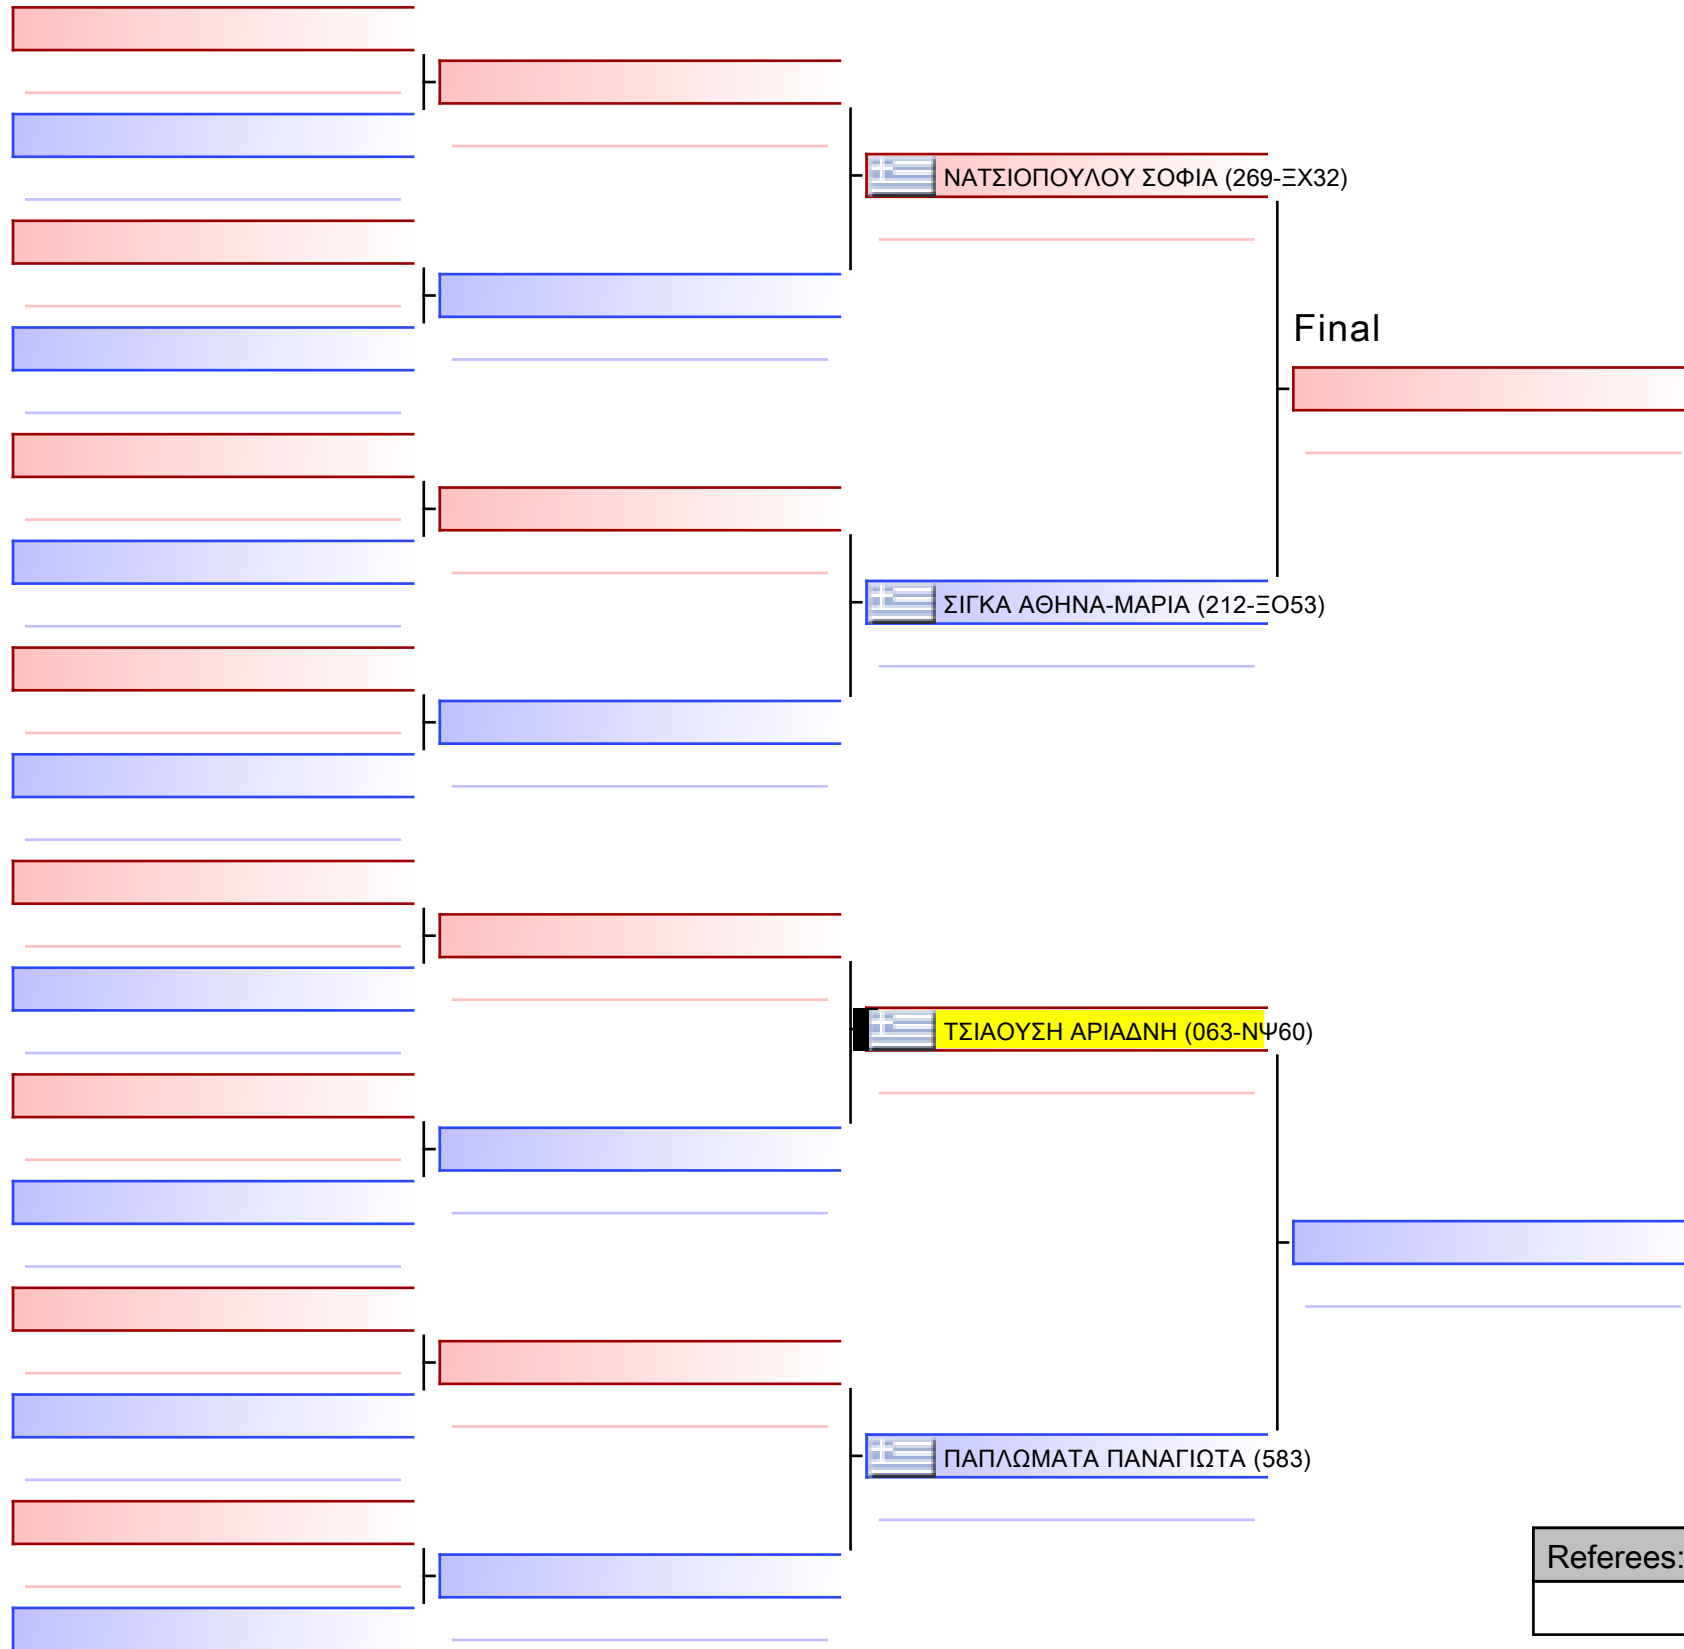 ΝΑΤΣΙΟΠΟΥΛΟΥ ΣΟΦΙΑ (269-ΞΧ32)
Final
ΣΙΓΚΑ ΑΘΗΝΑ-ΜΑΡΙΑ (212-ΞΟ53)
ΤΣΙΑΟΥΣΗ ΑΡΙΑΔΝΗ (063-ΝΨ60)
ΠΑΠΛΩΜΑΤΑ ΠΑΝΑΓΙΩΤΑ (583)
Referees: